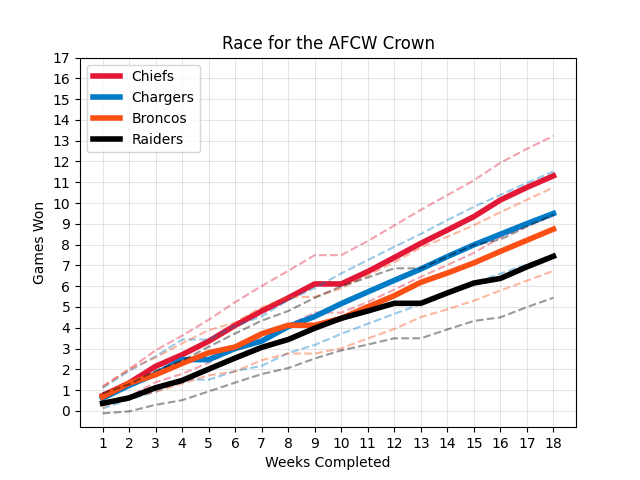 Race for the AFCW Crown
17
16
15
14
13
12
11
10
9
8
7
6
5
4
3
2
1
0
Games Won
Chiefs
Chargers
Broncos
Raiders
1 2 3 4 5 6 7 8 9 10 11 12 13 14 15 16 17 18
Weeks Completed